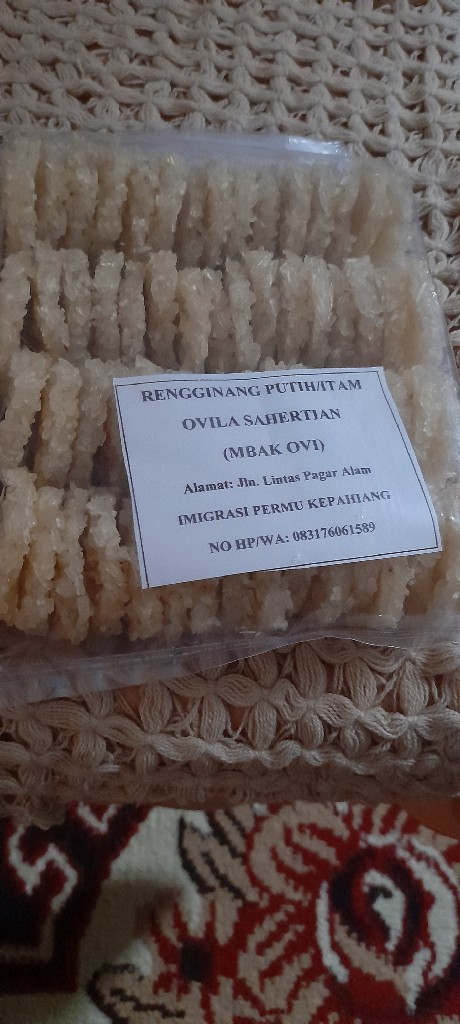 RENGGINANG PUTIH/ITAM
OVILA SAHERTIAN
(MBAK OVI)
Alamat: Jln. Lintas Pagar Alam
IMIGRASI PERMU KEPAHIANG
NO HP/WA: 083176061589